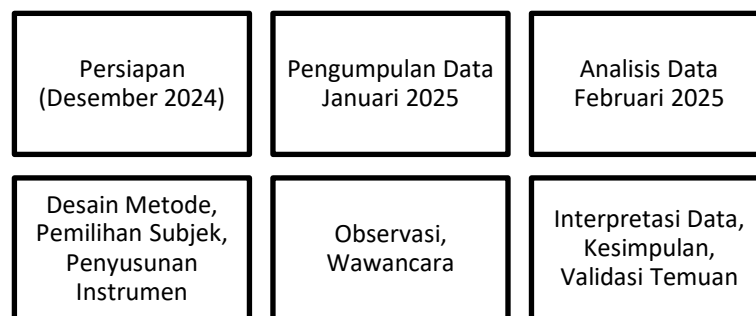 Persiapan
(Desember 2024)
Pengumpulan Data
Januari 2025
Analisis Data
Februari 2025
Desain Metode,
Pemilihan Subjek,
Penyusunan
Instrumen
Observasi,
Wawancara
Interpretasi Data,
Kesimpulan,
Validasi Temuan